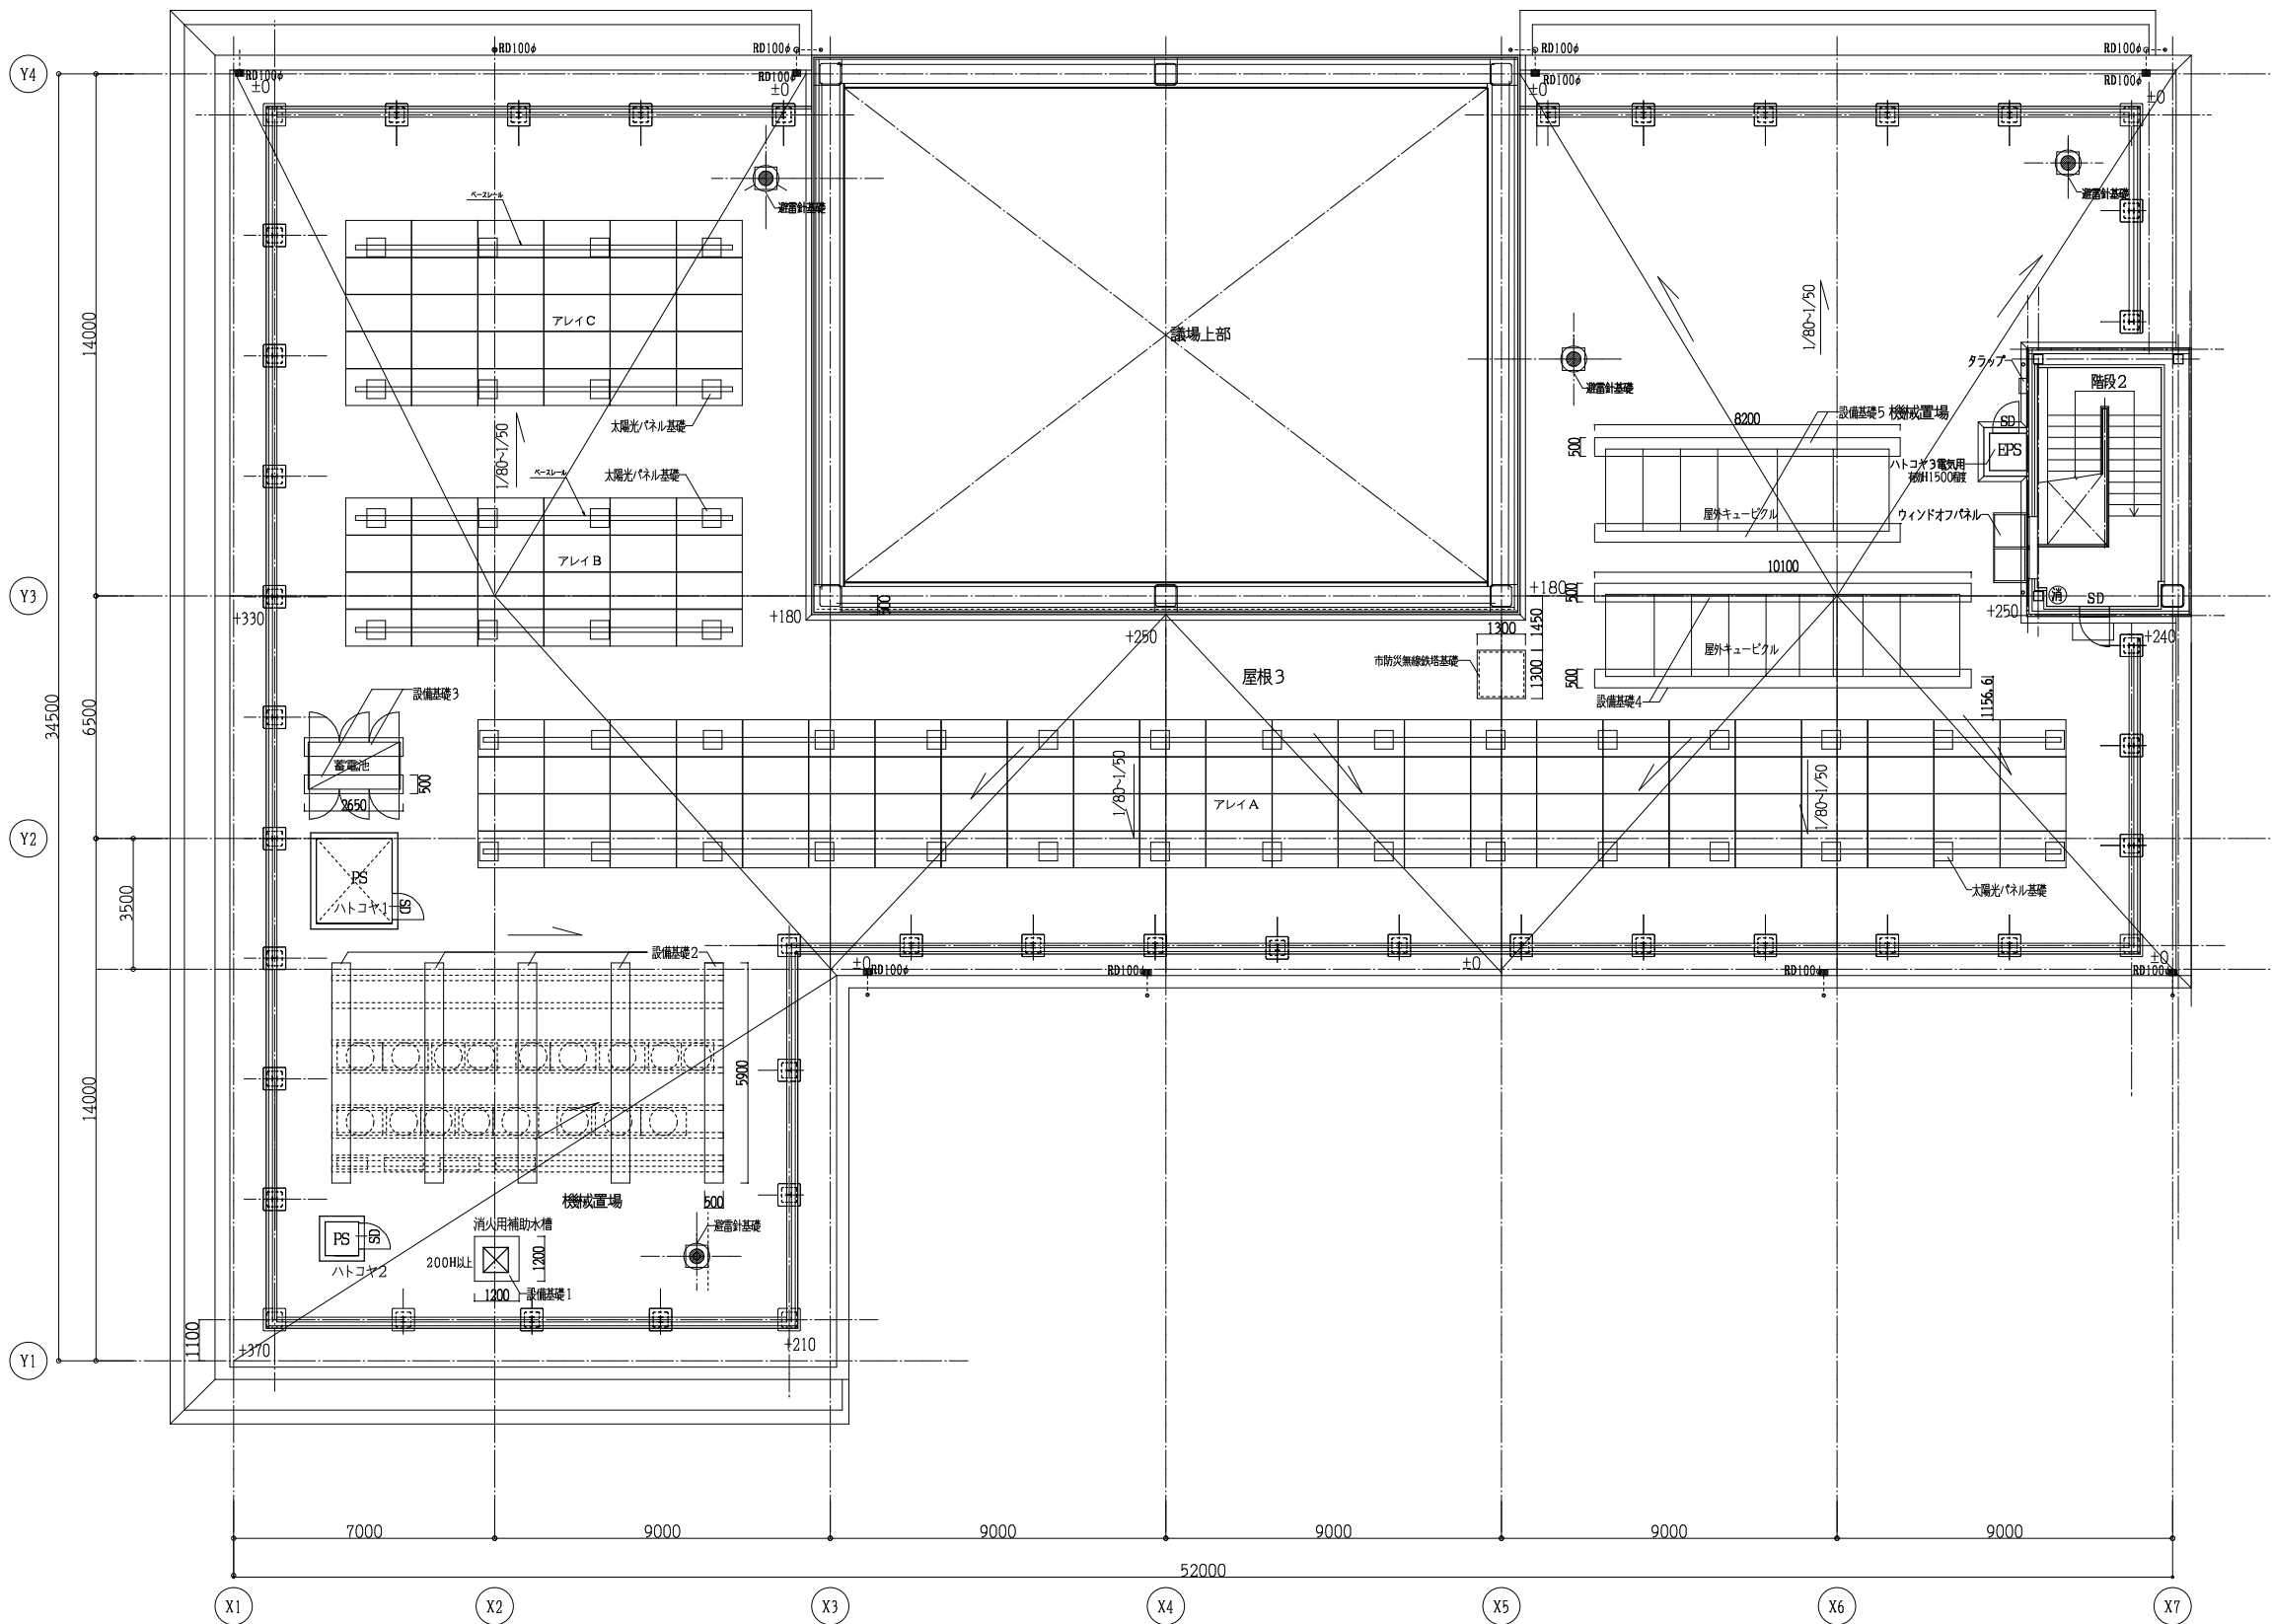 RD100φ
RD100φ
RD100φ
RD100φ
Y4
RD100φ
RD100φ
RD100φ
RD100φ
±0
±0
±0
±0
避雷針基礎
避雷針基礎
ベースレール
14000
アレイC
1/80~1/50
議場上部
タラップ
階段2
避雷針基礎
太陽光パネル基礎
8200
設備基礎5
機械置場
SD
500
EPS
1/80~1/50
ベースレール
太陽光パネル基礎
ハトコヤ3電気用
ウィンドオフパネル
屋外キュービクル
アレイB
10100
Y3
500
+180
500
消
SD
+330
+180
+250
+250
+240
1300
1450
屋外キュービクル
市防災無線鉄塔基礎
1300
屋根3
500
設備基礎4
1156.6
設備基礎3
34500
6500
蓄電池
500
2650
1/80~1/50
アレイA
1/80~1/50
Y2
PS
ハトコヤ1
SD
3500
太陽光パネル基礎
設備基礎2
±0
RD100φ
RD100φ
±0
RD100φ
±0
RD100φ
5900
14000
機械置場
500
消火用補助水槽
避雷針基礎
PS
SD
200H以上
1200
ハトコヤ2
1200
設備基礎1
1100
+370
+210
Y1
7000
9000
9000
9000
9000
9000
52000
X1
X2
X3
X4
X5
X6
X7